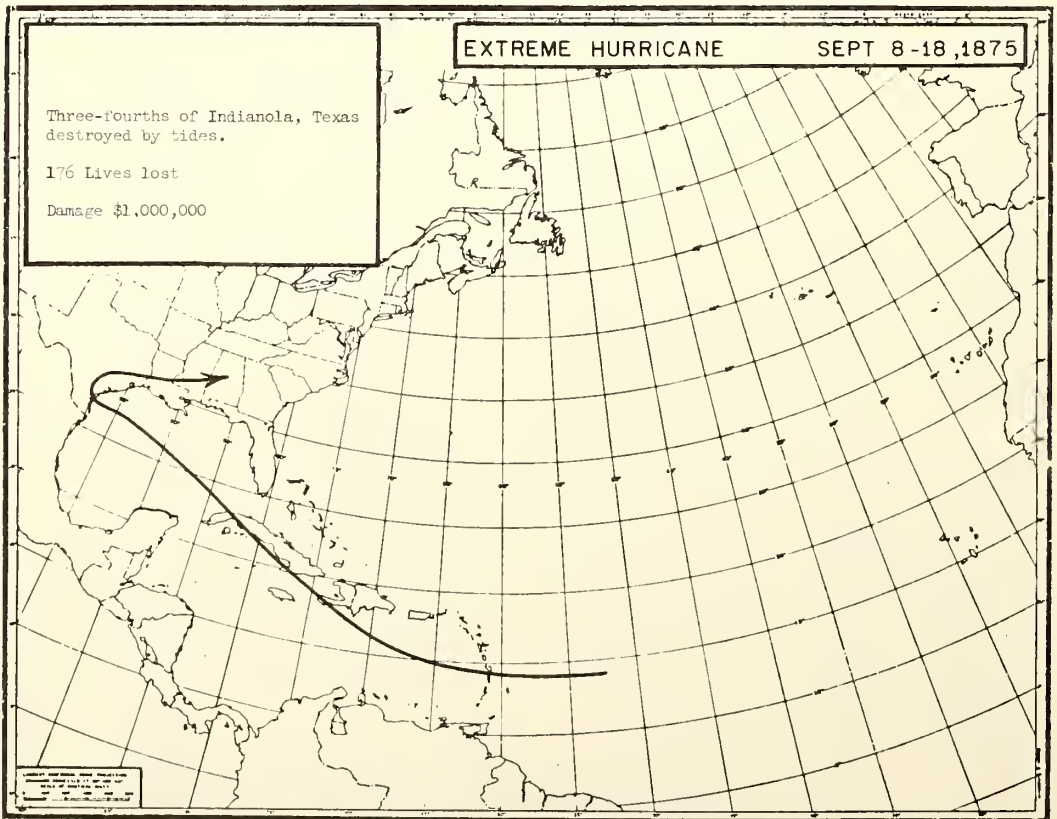 EXTREME HURRICANE SEPT 8-18,1875
Three-fourths of Indianola, Texas
destroyed by tides.
176 Lives lost
Damage $1,000,000